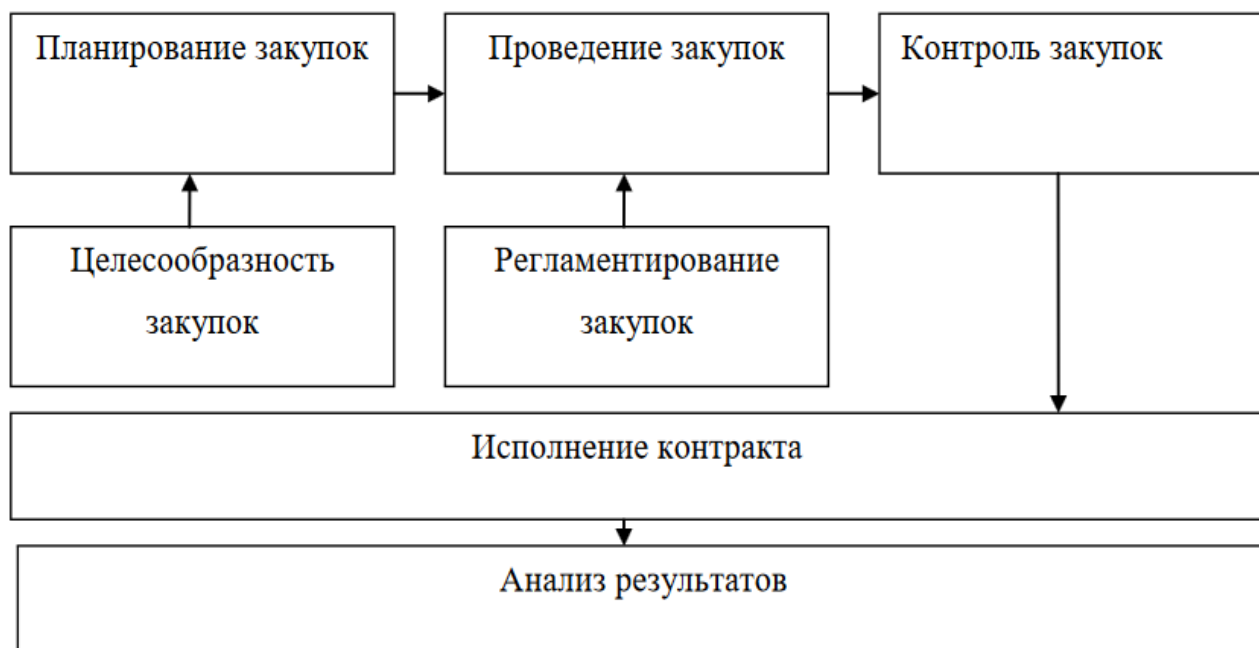 Планирование закупок
Проведение закупок
Контроль закупок
Целесообразность
закупок
Регламентирование
закупок
Исполнение контракта
Анализ результатов